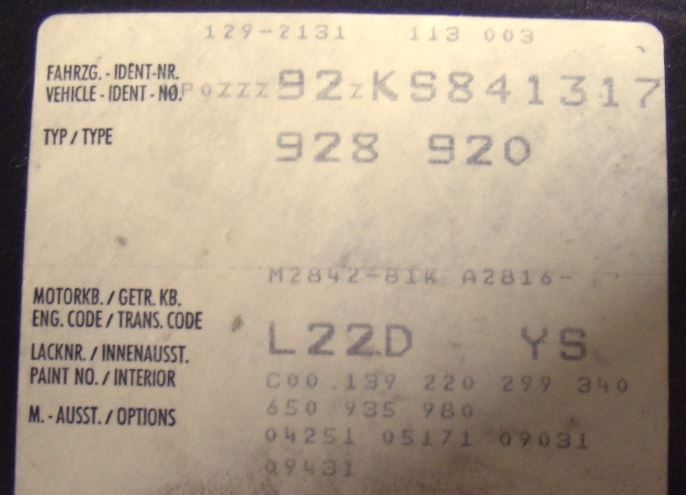 129-2131 113 003
FAHRZG. - IDENT-NR.
VEHICLE - IDENT - NO. P0ZZZ92ZKS841317
TYP / TYPE 928 920
M2842-81K A2816-
MOTORKB. / GETR. KB.
ENG. CODE / TRANS. CODE
L22D YS
LACKNR. / INNENAUSST.
PAINT NO. / INTERIOR
C00 139 220 299 340
M. - AUSST. / OPTIONS 650 935 980
04251 05171 09031
09431